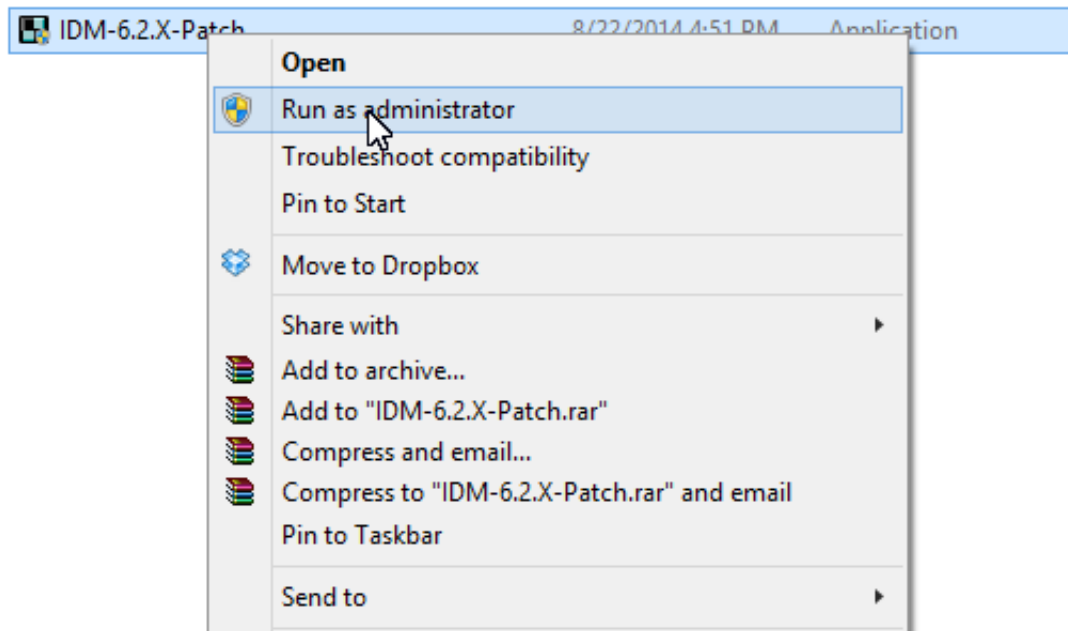 IDM-6.2.X-Patch 8/22/2014 4:51 PM Application
Open
Run as administrator
Troubleshoot compatibility
Pin to Start
Move to Dropbox
Share with
Add to archive...
Add to "IDM-6.2.X-Patch.rar"
Compress and email...
Compress to "IDM-6.2.X-Patch.rar" and email
Pin to Taskbar
Send to